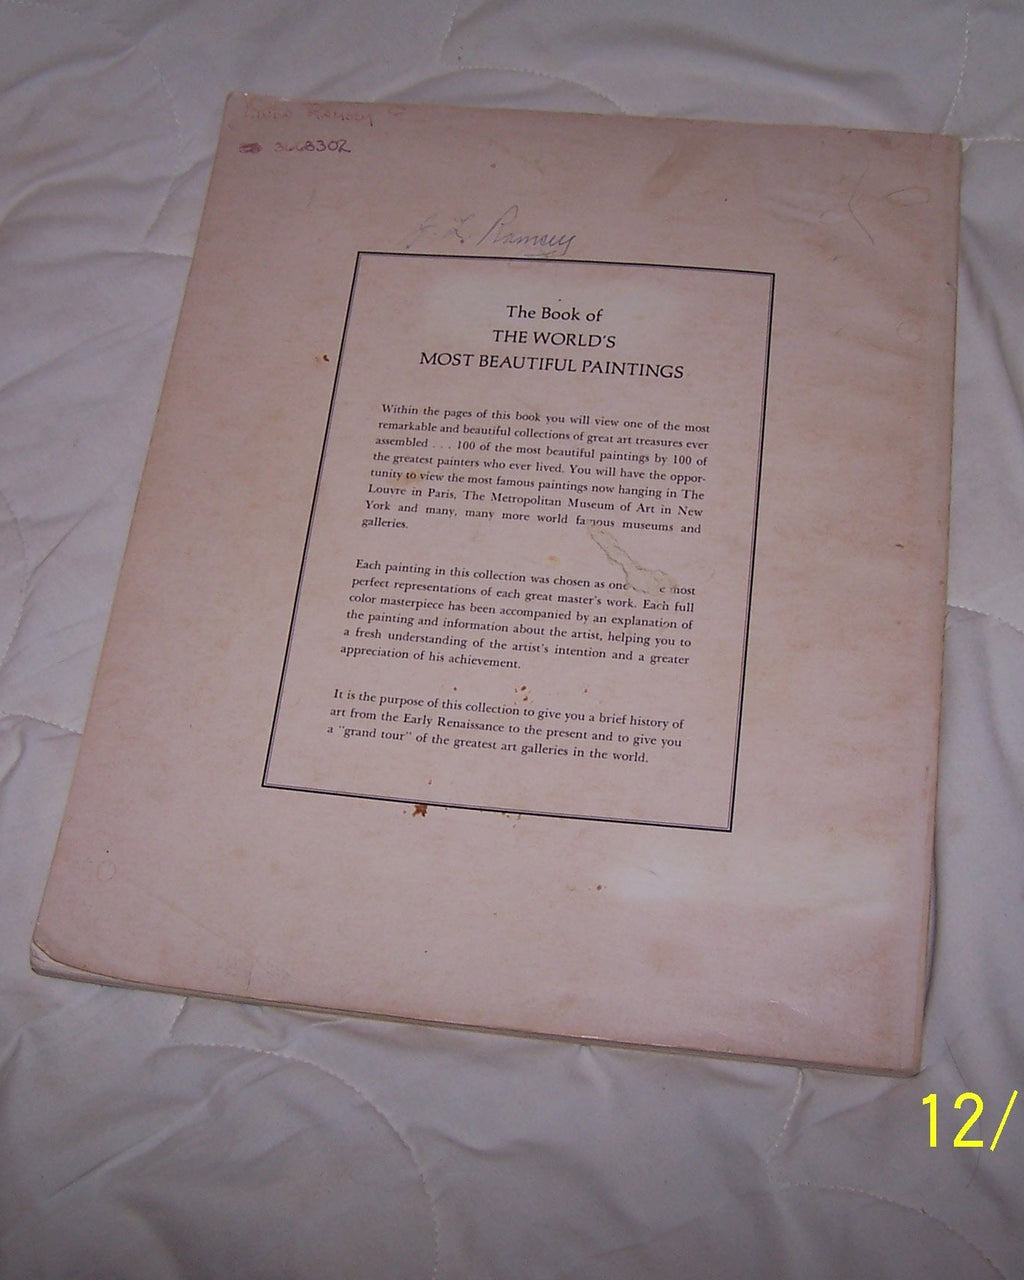 Ramsey
3668302
J. L. Ramsey
The Book of
THE WORLD'S
MOST BEAUTIFUL PAINTINGS
Within the pages of this book you will view one of the most
remarkable and beautiful collections of great art treasures ever
assembled . . . 100 of the most beautiful paintings by 100 of
the greatest painters who ever lived. You will have the oppor-
tunity to view the most famous paintings now hanging in The
Louvre in Paris, The Metropolitan Museum of Art in New
York and many, many more world famous museums and
galleries.
Each painting in this collection was chosen as one most
perfect representations of each great master's work. Each full
color masterpiece has been accompanied by an explanation of
the painting and information about the artist, helping you to
a fresh understanding of the artist's intention and a greater
appreciation of his achievement.
It is the purpose of this collection to give you a brief history of
art from the Early Renaissance to the present and to give you
a "grand tour" of the greatest art galleries in the world.
12/